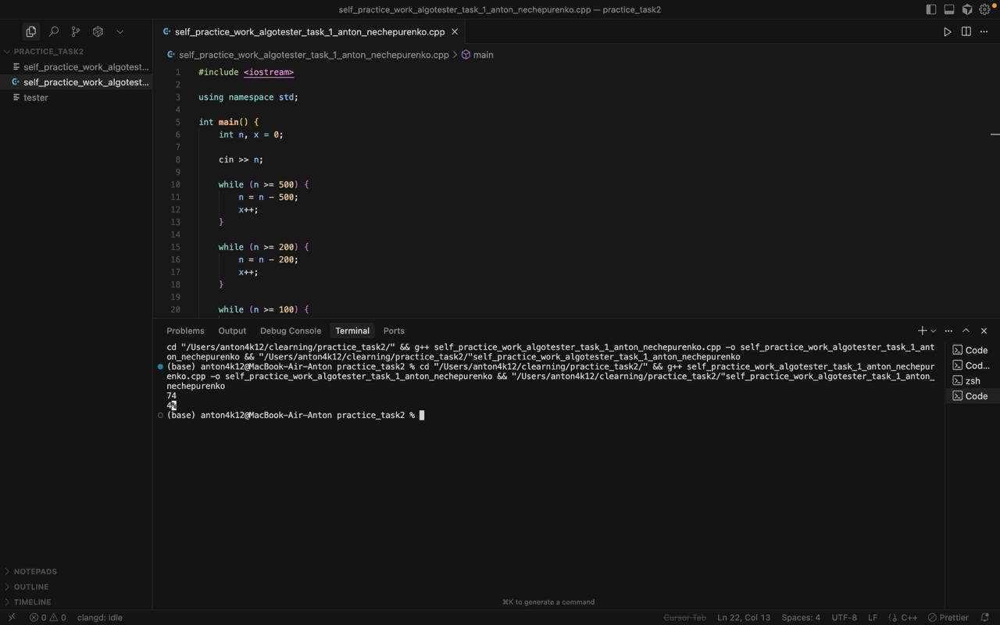 self_practice_work_algotester_task_1_anton_nechepurenko.cpp — practice_task2
self_practice_work_algotester_task_1_anton_nechepurenko.cpp
PRACTICE_TASK2
self_practice_work_algotest...
self_practice_work_algotest...
tester
self_practice_work_algotester_task_1_anton_nechepurenko.cpp > main
1 #include <iostream>
2
3 using namespace std;
4
5 int main() {
6 int n, x = 0;
7
8 cin >> n;
9
10 while (n >= 500) {
11 n = n - 500;
12 x++;
13 }
14
15 while (n >= 200) {
16 n = n - 200;
17 x++;
18 }
19
20 while (n >= 100) {
Problems Output Debug Console Terminal Ports
cd "/Users/anton4k12/clearning/practice_task2/" && g++ self_practice_work_algotester_task_1_anton_nechepurenko.cpp -o self_practice_work_algotester_task_1_ant
on_nechepurenko && "/Users/anton4k12/clearning/practice_task2/"self_practice_work_algotester_task_1_anton_nechepurenko
(base) anton4k12@MacBook-Air-Anton practice_task2 % cd "/Users/anton4k12/clearning/practice_task2/" && g++ self_practice_work_algotester_task_1_anton_nechepur
enko.cpp -o self_practice_work_algotester_task_1_anton_nechepurenko && "/Users/anton4k12/clearning/practice_task2/"self_practice_work_algotester_task_1_anton_
nechepurenko
74
4%
(base) anton4k12@MacBook-Air-Anton practice_task2 %
Code
Cod...
zsh
Code
⌘K to generate a command
NOTEPADS
OUTLINE
TIMELINE
0 0 clangd: idle
Cursor Tab Ln 22, Col 13 Spaces: 4 UTF-8 LF {} C++ Prettier